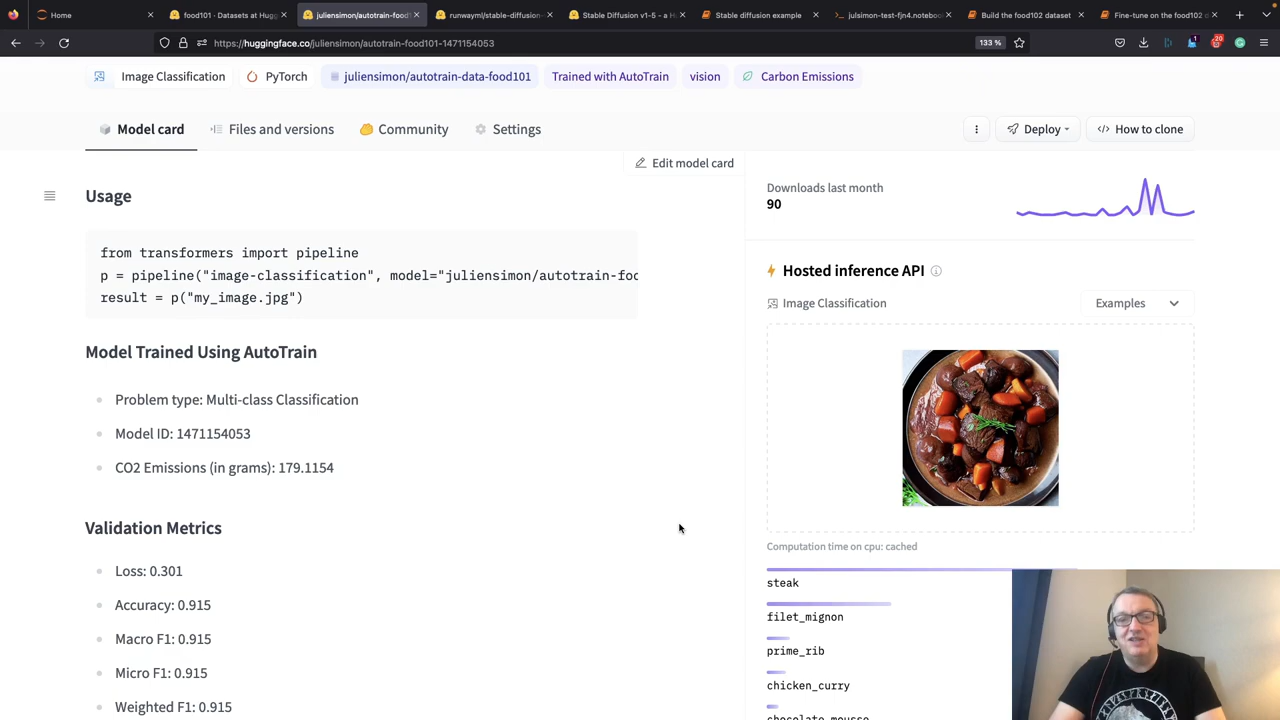 Home
food101 · Datasets at Hugg
juliensimon/autotrain-food1
runwayml/stable-diffusion-
Stable Diffusion v1-5 - a H
Stable diffusion example
julsimon-test-fjn4.noteboo
Build the food102 dataset
Fine-tune on the food102 d
https://huggingface.co/juliensimon/autotrain-food101-1471154053
133 %
20
1
Image Classification
PyTorch
juliensimon/autotrain-data-food101
Trained with AutoTrain
vision
Carbon Emissions
Model card
Files and versions
Community
Settings
Deploy
</> How to clone
Edit model card
Usage
from transformers import pipeline
p = pipeline("image-classification", model="juliensimon/autotrain-foo
result = p("my_image.jpg")
Model Trained Using AutoTrain
Problem type: Multi-class Classification
Model ID: 1471154053
CO2 Emissions (in grams): 179.1154
Validation Metrics
Loss: 0.301
Accuracy: 0.915
Macro F1: 0.915
Micro F1: 0.915
Weighted F1: 0.915
Downloads last month
90
Hosted inference API
Image Classification
Examples
Computation time on cpu: cached
steak
filet_mignon
prime_rib
chicken_curry
chocolate_mousse